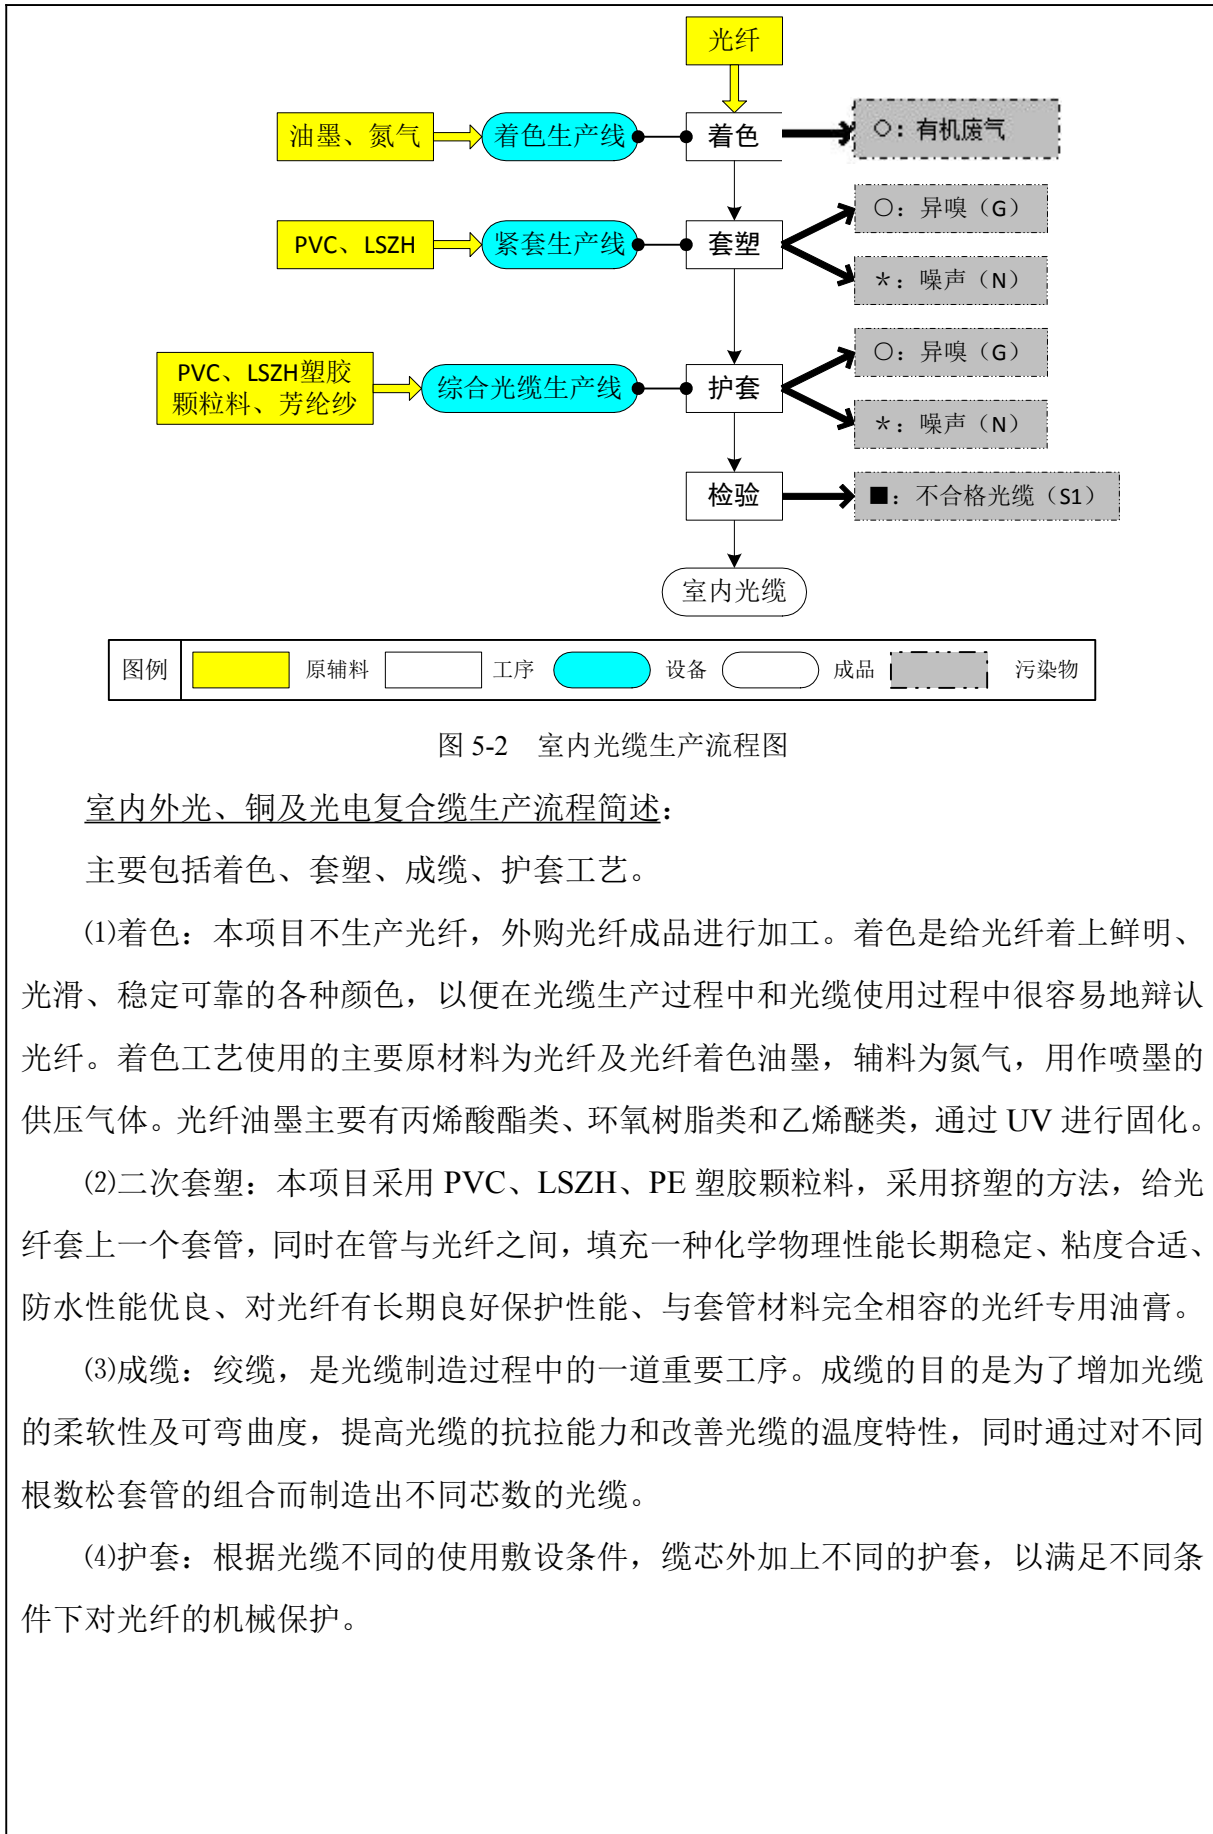 光纤
油墨、氮气
着色生产线
着色
○：有机废气
○：异嗅（G）
PVC、LSZH
紧套生产线
套塑
＊：噪声（N）
○：异嗅（G）
PVC、LSZH塑胶
颗粒料、芳纶纱
综合光缆生产线
护套
＊：噪声（N）
检验
■：不合格光缆（S1）
室内光缆
图例 原辅料 工序 设备 成品 污染物
图 5-2 室内光缆生产流程图
室内外光、铜及光电复合缆生产流程简述：
主要包括着色、套塑、成缆、护套工艺。
⑴着色：本项目不生产光纤，外购光纤成品进行加工。着色是给光纤着上鲜明、
光滑、稳定可靠的各种颜色，以便在光缆生产过程中和光缆使用过程中很容易地辩认
光纤。着色工艺使用的主要原材料为光纤及光纤着色油墨，辅料为氮气，用作喷墨的
供压气体。光纤油墨主要有丙烯酸酯类、环氧树脂类和乙烯醚类，通过 UV 进行固化。
⑵二次套塑：本项目采用 PVC、LSZH、PE 塑胶颗粒料，采用挤塑的方法，给光
纤套上一个套管，同时在管与光纤之间，填充一种化学物理性能长期稳定、粘度合适、
防水性能优良、对光纤有长期良好保护性能、与套管材料完全相容的光纤专用油膏。
⑶成缆：绞缆，是光缆制造过程中的一道重要工序。成缆的目的是为了增加光缆
的柔软性及可弯曲度，提高光缆的抗拉能力和改善光缆的温度特性，同时通过对不同
根数松套管的组合而制造出不同芯数的光缆。
⑷护套：根据光缆不同的使用敷设条件，缆芯外加上不同的护套，以满足不同条
件下对光纤的机械保护。